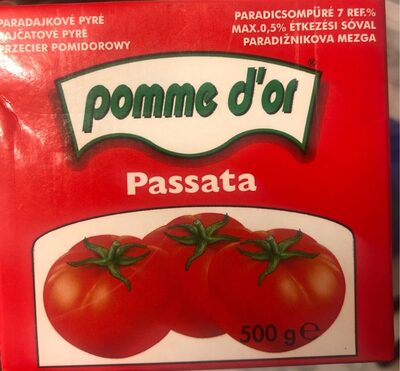 PARADAJKOVÉ PYRÉ
RAJČATOVÉ PYRÉ
PRZECIER POMIDOROWY
PARADICSOMPÜRÉ 7 REF.%
MAX.0,5% ÉTKEZÉSI SÓVAL
PARADIŽNIKOVA MEZGA
pomme d'or®
Passata
500 g ℮